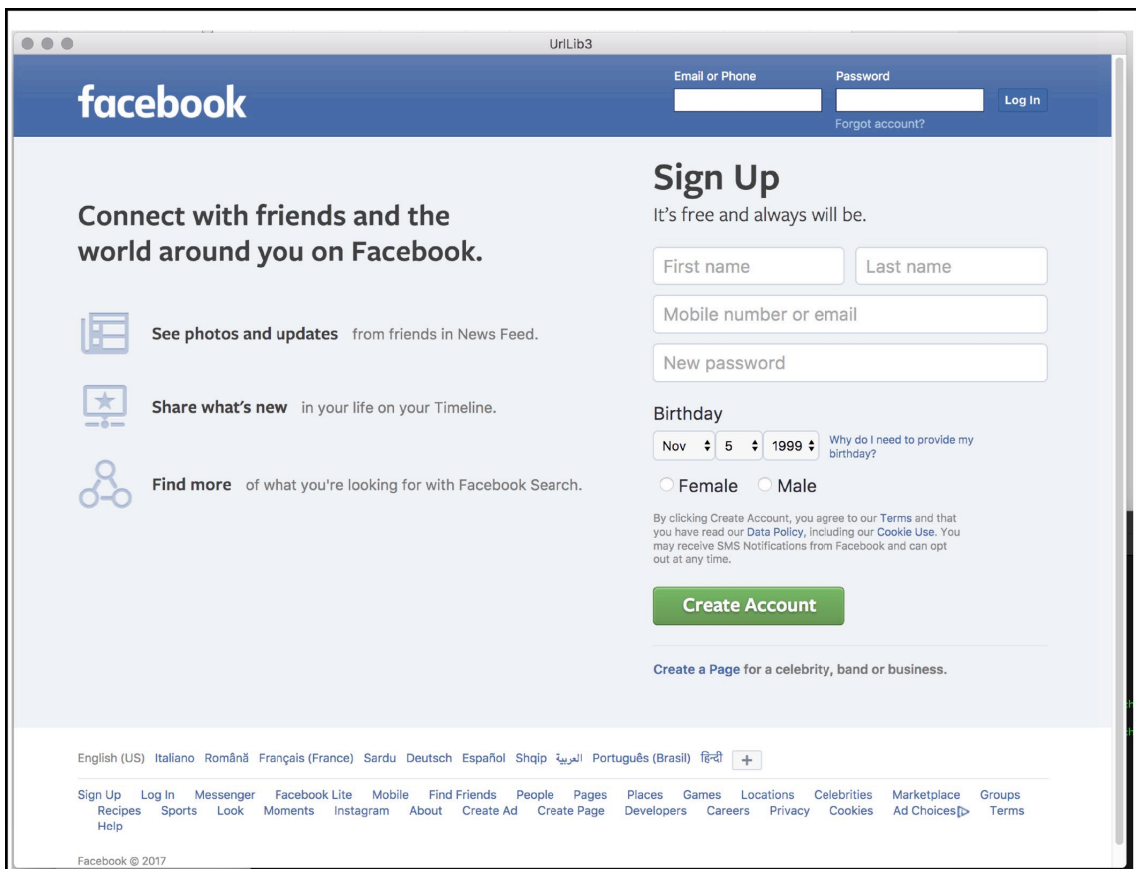 UrlLib3
facebook
Email or Phone
Password
Log In
Forgot account?
Connect with friends and the
world around you on Facebook.
See photos and updates from friends in News Feed.
Share what's new in your life on your Timeline.
Find more of what you're looking for with Facebook Search.
Sign Up
It's free and always will be.
First name
Last name
Mobile number or email
New password
Birthday
Nov 5 1999
Why do I need to provide my
birthday?
Female Male
By clicking Create Account, you agree to our Terms and that
you have read our Data Policy, including our Cookie Use. You
may receive SMS Notifications from Facebook and can opt
out at any time.
Create Account
Create a Page for a celebrity, band or business.
English (US) Italiano Română Français (France) Sardu Deutsch Español Shqip العربية Português (Brasil) हिन्दी +
Sign Up Log In Messenger Facebook Lite Mobile Find Friends People Pages Places Games Locations Celebrities Marketplace Groups
Recipes Sports Look Moments Instagram About Create Ad Create Page Developers Careers Privacy Cookies Ad Choices Terms
Help
Facebook © 2017